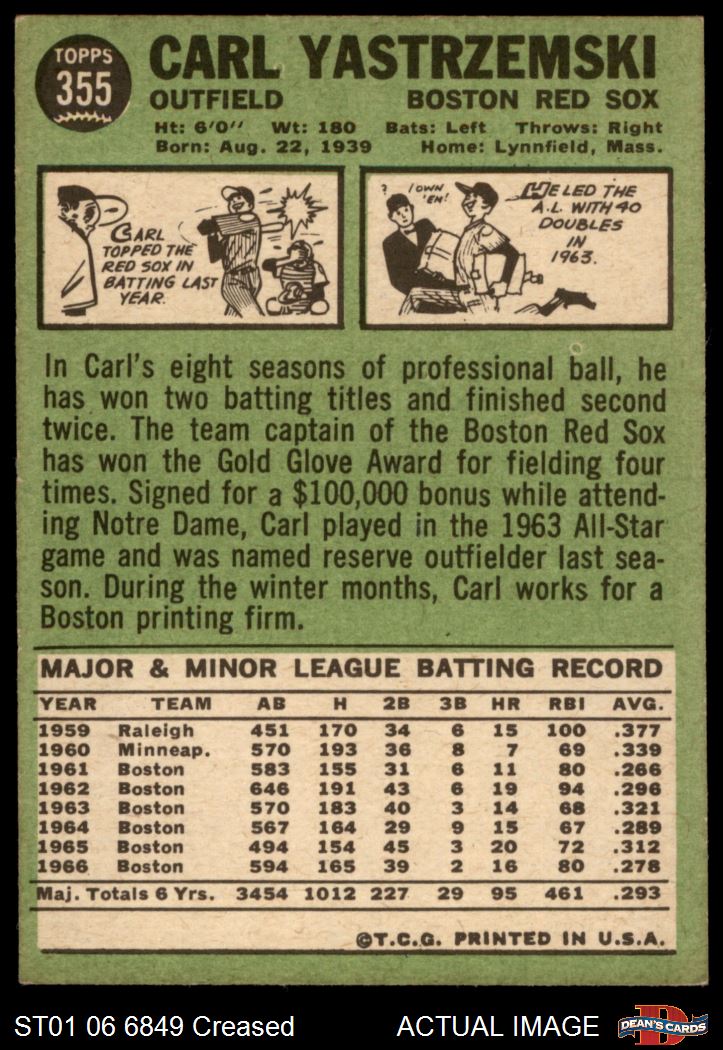 TOPPS
355
CARL YASTRZEMSKI
OUTFIELD BOSTON RED SOX
Ht: 6'0" Wt: 180 Bats: Left Throws: Right
Born: Aug. 22, 1939 Home: Lynnfield, Mass.
CARL
TOPPED THE
RED SOX IN
BATTING LAST
YEAR.
? I OWN
'EM!
HE LED THE
A.L. WITH 40
DOUBLES
IN
1963.
In Carl's eight seasons of professional ball, he
has won two batting titles and finished second
twice. The team captain of the Boston Red Sox
has won the Gold Glove Award for fielding four
times. Signed for a $100,000 bonus while attend-
ing Notre Dame, Carl played in the 1963 All-Star
game and was named reserve outfielder last sea-
son. During the winter months, Carl works for a
Boston printing firm.
MAJOR & MINOR LEAGUE BATTING RECORD
YEAR TEAM AB H 2B 3B HR RBI AVG.
1959 Raleigh 451 170 34 6 15 100 .377
1960 Minneap. 570 193 36 8 7 69 .339
1961 Boston 583 155 31 6 11 80 .266
1962 Boston 646 191 43 6 19 94 .296
1963 Boston 570 183 40 3 14 68 .321
1964 Boston 567 164 29 9 15 67 .289
1965 Boston 494 154 45 3 20 72 .312
1966 Boston 594 165 39 2 16 80 .278
Maj. Totals 6 Yrs. 3454 1012 227 29 95 461 .293
©T.C.G. PRINTED IN U.S.A.
ST01 06 6849 Creased ACTUAL IMAGE
D
DEAN'S CARDS